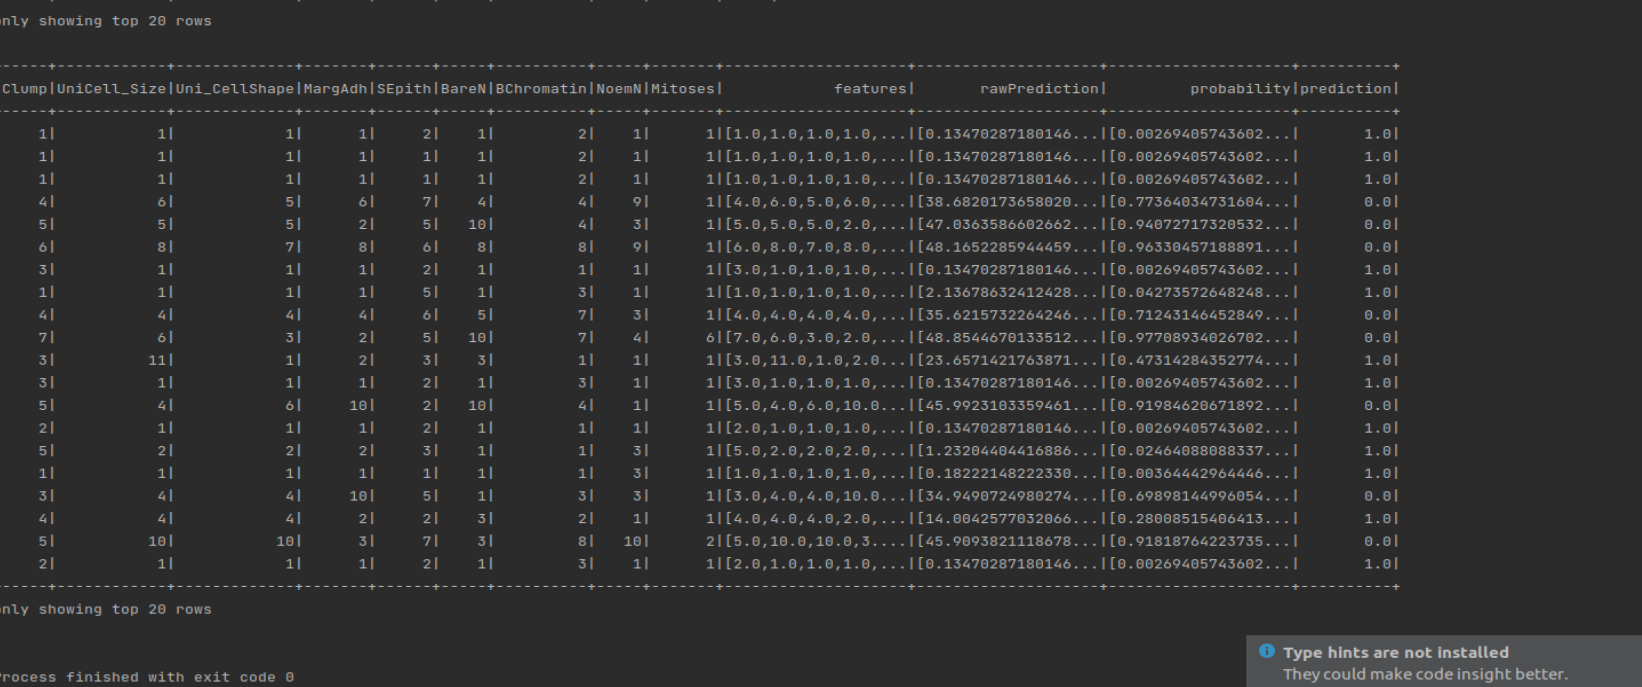 only showing top 20 rows
------+------------+-------------+-------+------+-----+----------+-----+-------+--------------------+--------------------+--------------------+----------+
Clump|UniCell_Size|Uni_CellShape|MargAdh|SEpith|BareN|BChromatin|NoemN|Mitoses|            features|       rawPrediction|         probability|prediction|
------+------------+-------------+-------+------+-----+----------+-----+-------+--------------------+--------------------+--------------------+----------+
1|           1|            1|      1|     2|    1|         2|    1|      1|[1.0,1.0,1.0,1.0,...|[0.13470287180146...|[0.00269405743602...|       1.0|
1|           1|            1|      1|     1|    1|         2|    1|      1|[1.0,1.0,1.0,1.0,...|[0.13470287180146...|[0.00269405743602...|       1.0|
1|           1|            1|      1|     1|    1|         2|    1|      1|[1.0,1.0,1.0,1.0,...|[0.13470287180146...|[0.00269405743602...|       1.0|
4|           6|            5|      6|     7|    4|         4|    9|      1|[4.0,6.0,5.0,6.0,...|[38.6820173658020...|[0.77364034731604...|       0.0|
5|           5|            5|      2|     5|   10|         4|    3|      1|[5.0,5.0,5.0,2.0,...|[47.0363586602662...|[0.94072717320532...|       0.0|
6|           8|            7|      8|     6|    8|         8|    9|      1|[6.0,8.0,7.0,8.0,...|[48.1652285944459...|[0.96330457188891...|       0.0|
3|           1|            1|      1|     2|    1|         1|    1|      1|[3.0,1.0,1.0,1.0,...|[0.13470287180146...|[0.00269405743602...|       1.0|
1|           1|            1|      1|     5|    1|         3|    1|      1|[1.0,1.0,1.0,1.0,...|[2.13678632412428...|[0.04273572648248...|       1.0|
4|           4|            4|      4|     6|    5|         7|    3|      1|[4.0,4.0,4.0,4.0,...|[35.6215732264246...|[0.71243146452849...|       0.0|
7|           6|            3|      2|     5|   10|         7|    4|      6|[7.0,6.0,3.0,2.0,...|[48.8544670133512...|[0.97708934026702...|       0.0|
3|          11|            1|      2|     3|    3|         1|    1|      1|[3.0,11.0,1.0,2.0...|[23.6571421763871...|[0.47314284352774...|       1.0|
3|           1|            1|      1|     2|    1|         3|    1|      1|[3.0,1.0,1.0,1.0,...|[0.13470287180146...|[0.00269405743602...|       1.0|
5|           4|            6|     10|     2|   10|         4|    1|      1|[5.0,4.0,6.0,10.0...|[45.9923103359461...|[0.91984620671892...|       0.0|
2|           1|            1|      1|     2|    1|         1|    1|      1|[2.0,1.0,1.0,1.0,...|[0.13470287180146...|[0.00269405743602...|       1.0|
5|           2|            2|      2|     3|    1|         1|    3|      1|[5.0,2.0,2.0,2.0,...|[1.23204404416886...|[0.02464088088337...|       1.0|
1|           1|            1|      1|     1|    1|         1|    3|      1|[1.0,1.0,1.0,1.0,...|[0.18222148222330...|[0.00364442964446...|       1.0|
3|           4|            4|     10|     5|    1|         3|    3|      1|[3.0,4.0,4.0,10.0...|[34.9490724980274...|[0.69898144996054...|       0.0|
4|           4|            4|      2|     2|    3|         2|    1|      1|[4.0,4.0,4.0,2.0,...|[14.0042577032066...|[0.28008515406413...|       1.0|
5|          10|           10|      3|     7|    3|         8|   10|      2|[5.0,10.0,10.0,3....|[45.9093821118678...|[0.91818764223735...|       0.0|
2|           1|            1|      1|     2|    1|         3|    1|      1|[2.0,1.0,1.0,1.0,...|[0.13470287180146...|[0.00269405743602...|       1.0|
------+------------+-------------+-------+------+-----+----------+-----+-------+--------------------+--------------------+--------------------+----------+
only showing top 20 rows
Process finished with exit code 0
Type hints are not installed
They could make code insight better.